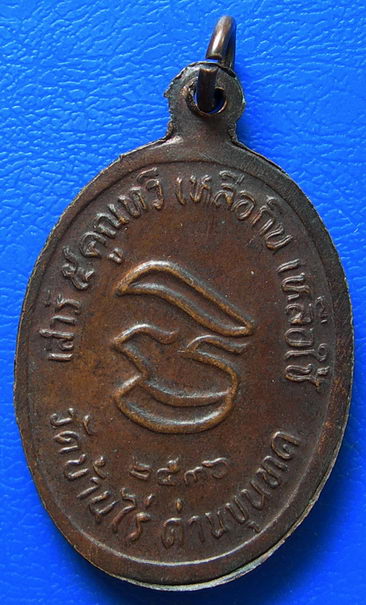 เสาร์ ๕ คูณทวี เหลือกิน เหลือใช้
๒๕๓๖
วัดบ้านไร่ ด่านขุนทด